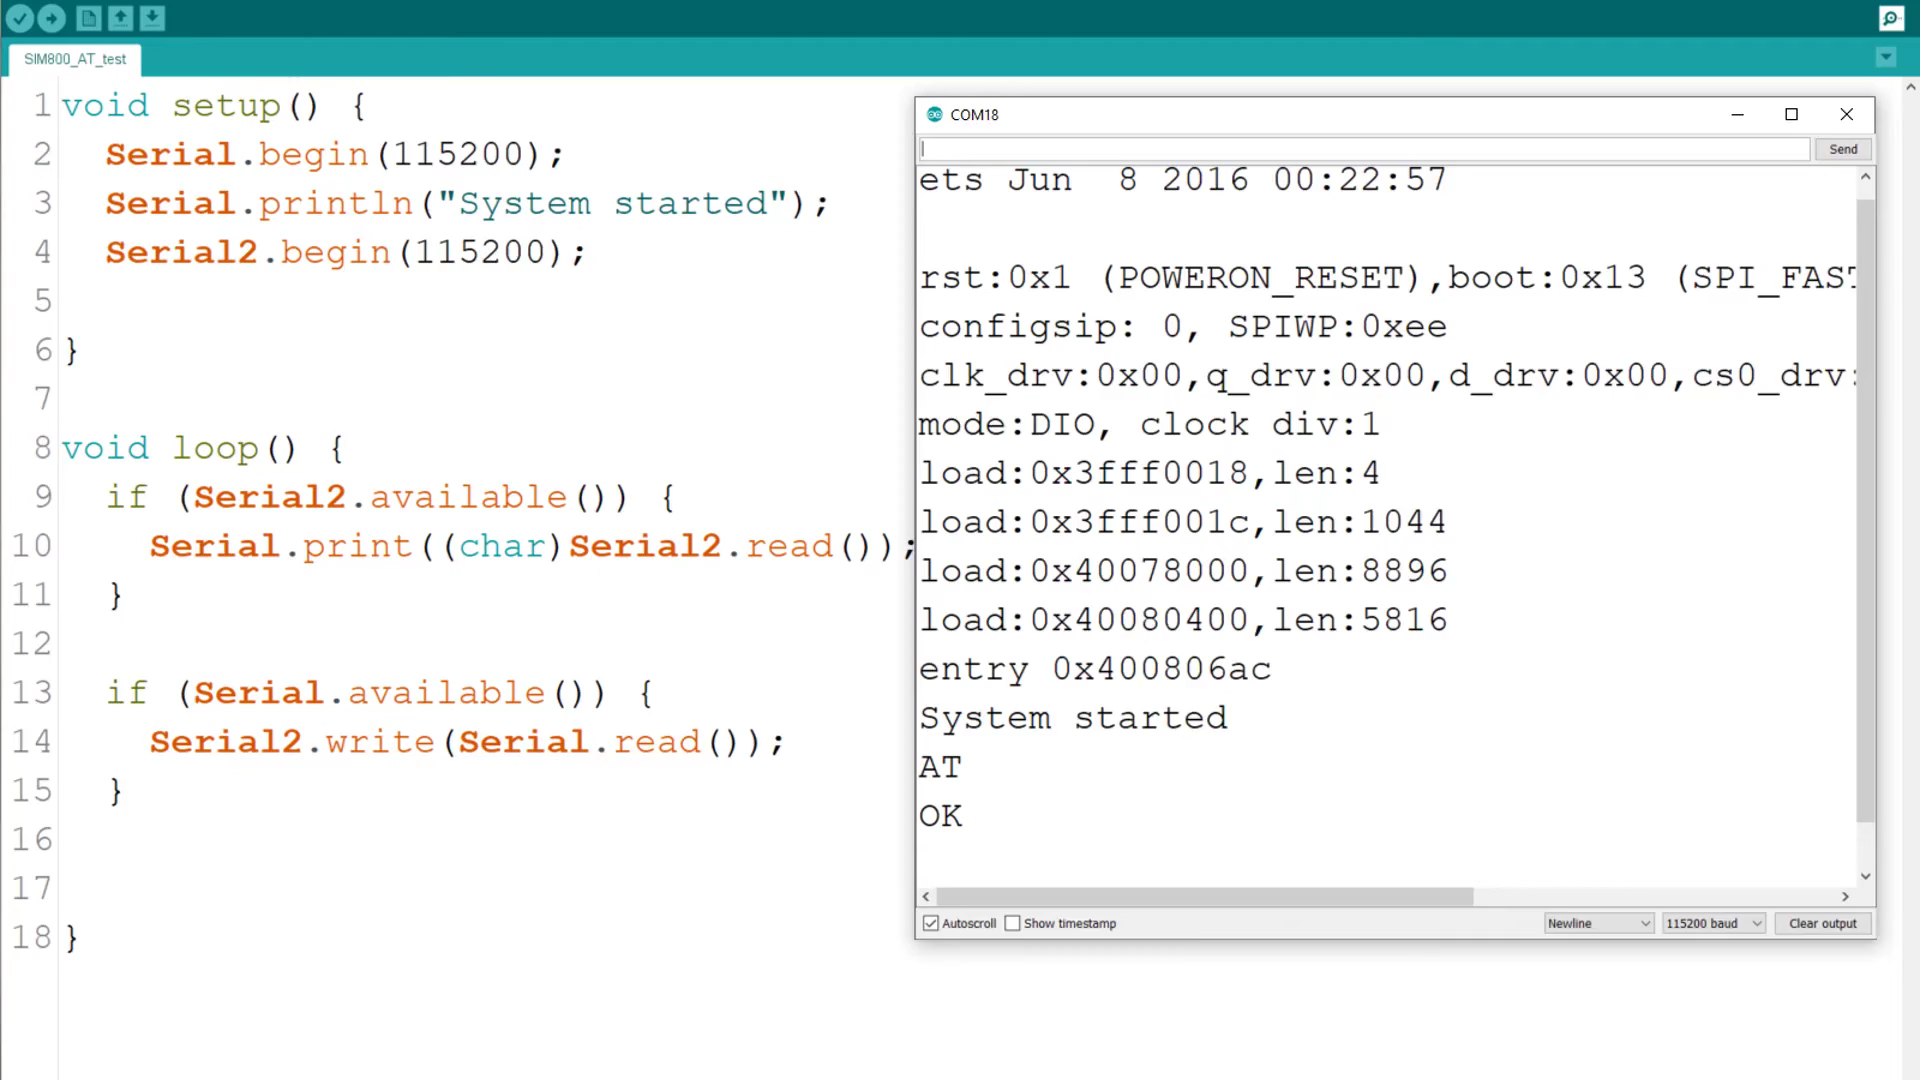 SIM800_AT_test
1 void setup() {
2 Serial.begin(115200);
3 Serial.println("System started");
4 Serial2.begin(115200);
5
6 }
7
8 void loop() {
9 if (Serial2.available()) {
10 Serial.print((char)Serial2.read());
11 }
12
13 if (Serial.available()) {
14 Serial2.write(Serial.read());
15 }
16
17
18 }
COM18
Send
ets Jun  8 2016 00:22:57
rst:0x1 (POWERON_RESET),boot:0x13 (SPI_FAST
configsip: 0, SPIWP:0xee
clk_drv:0x00,q_drv:0x00,d_drv:0x00,cs0_drv:
mode:DIO, clock div:1
load:0x3fff0018,len:4
load:0x3fff001c,len:1044
load:0x40078000,len:8896
load:0x40080400,len:5816
entry 0x400806ac
System started
AT
OK
Autoscroll Show timestamp Newline 115200 baud Clear output